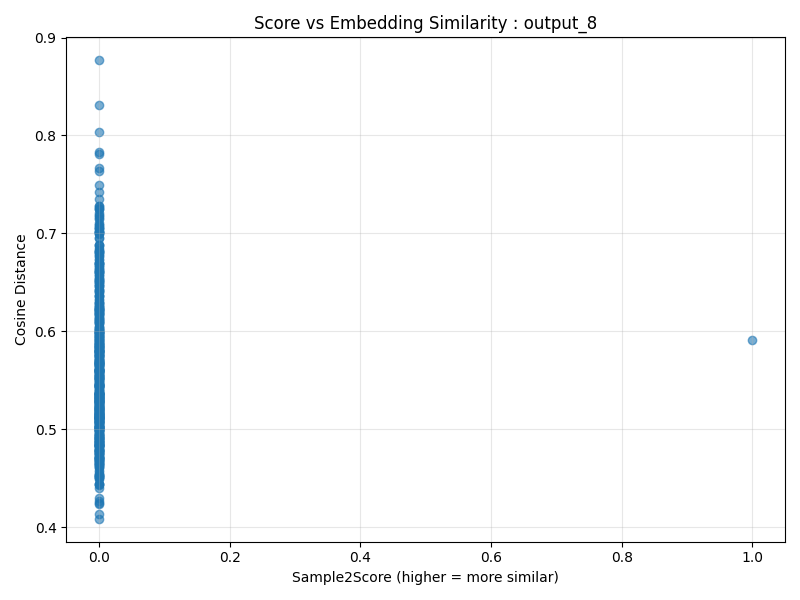 Score vs Embedding Similarity : output_8
0.9
0.8
0.7
0.6
0.5
0.4
Cosine Distance
0.0 0.2 0.4 0.6 0.8 1.0
Sample2Score (higher = more similar)